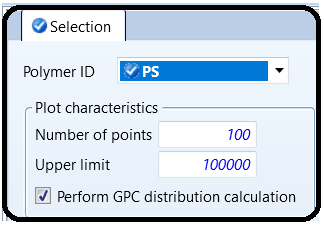 Selection
Polymer ID PS
Plot characteristics
Number of points 100
Upper limit 100000
Perform GPC distribution calculation